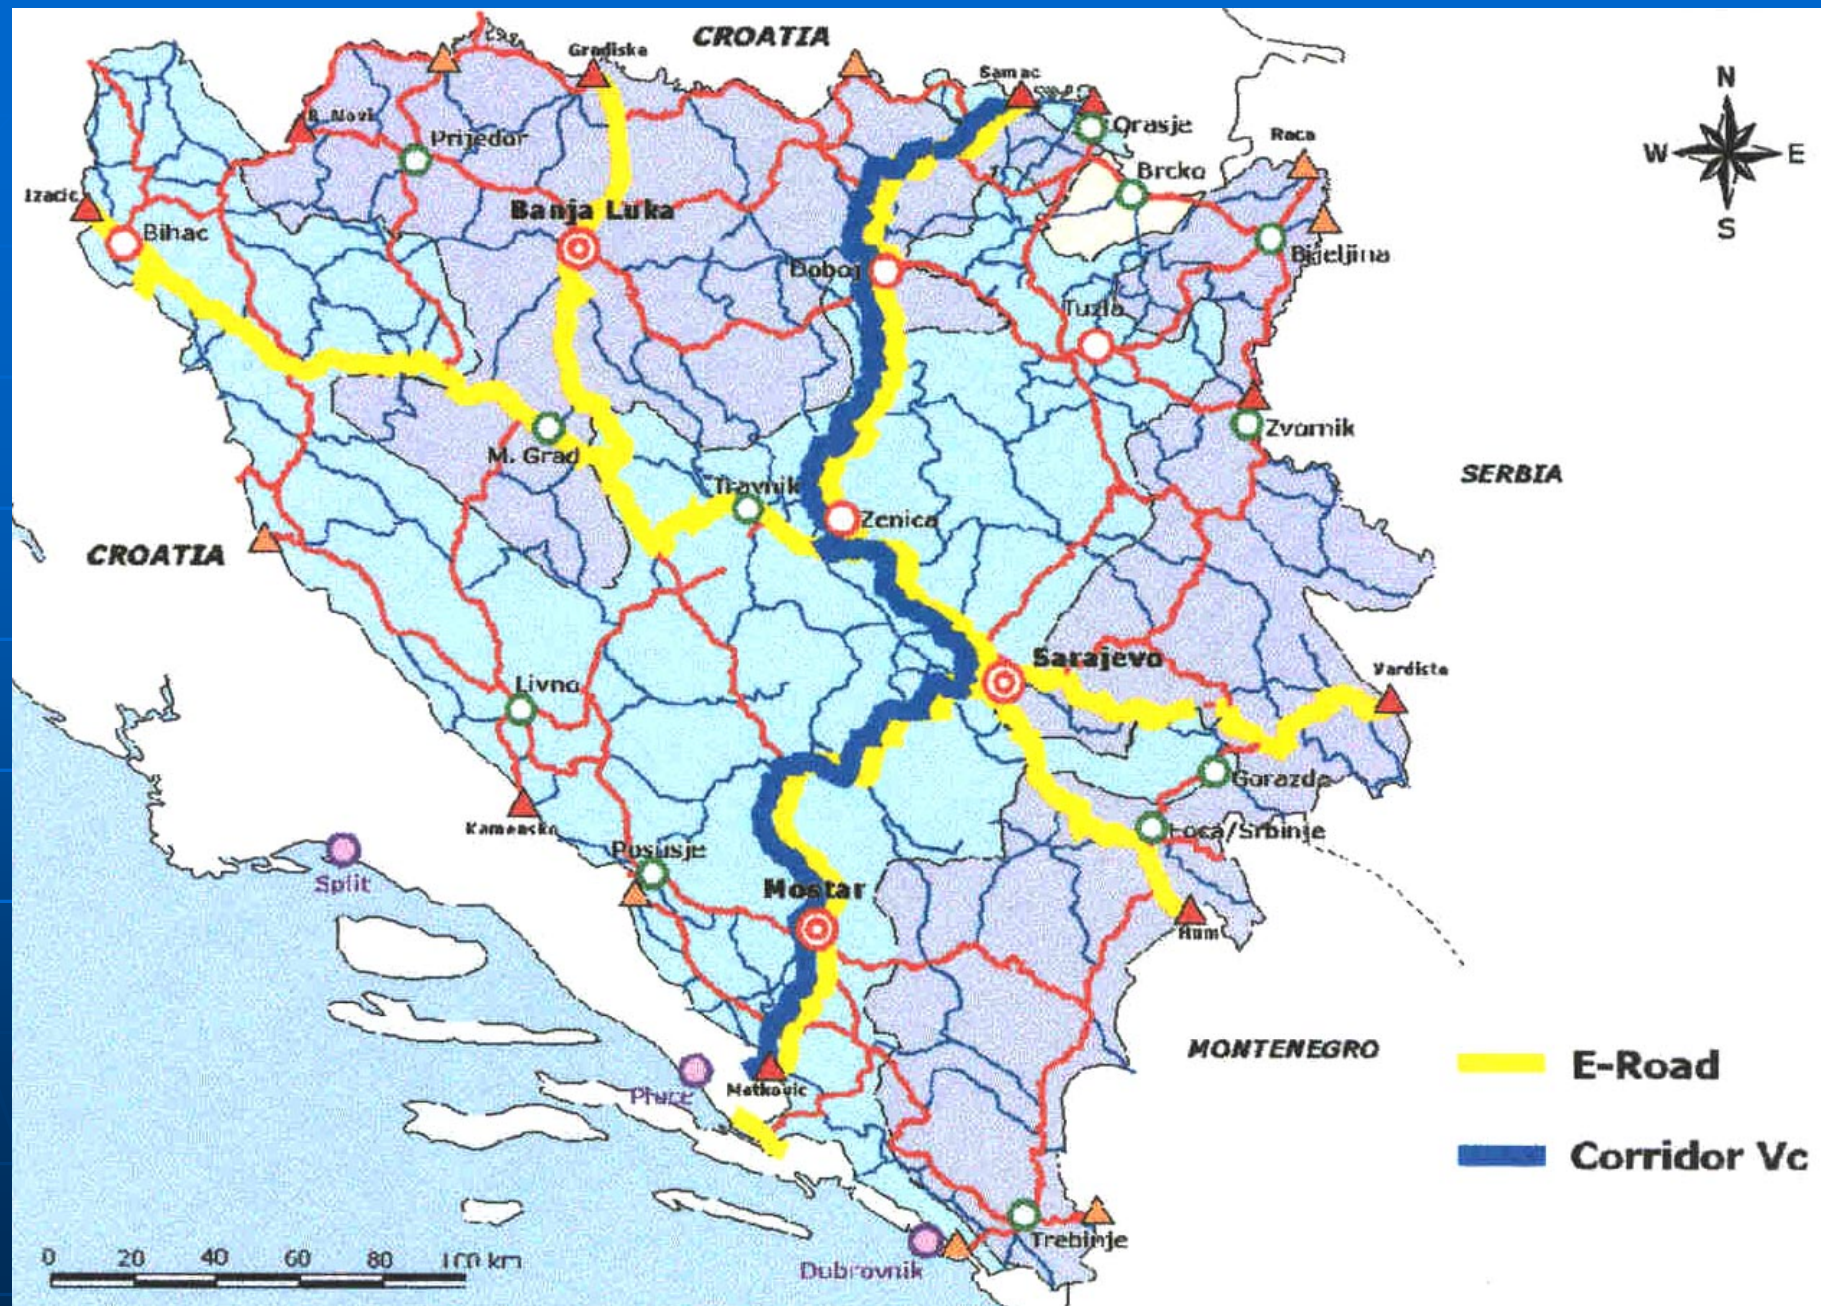 CROATIA
Gradiska
Samac
Orasje
Raca
N
W
E
S
B. Novi
Prijedor
Brcko
Izacic
Banja Luka
Bihac
Doboj
Bijeljina
Tuzla
M. Grad
Zvornik
Travnik
SERBIA
Zenica
CROATIA
Sarajevo
Vardiste
Livno
Gorazde
Kamensko
Foca/Srbinje
Posusje
Split
Mostar
Hum
MONTENEGRO
E-Road
Ploce
Metkovic
Corridor Vc
Trebinje
Dubrovnik
0 20 40 60 80 100 km